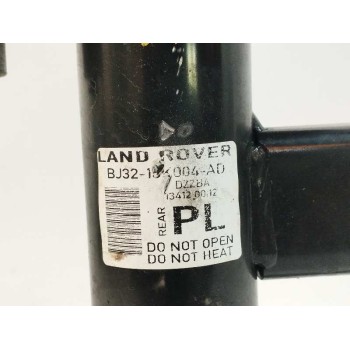 LAND ROVER
DZZBA
REAR PL
DO NOT OPEN
DO NOT HEAT